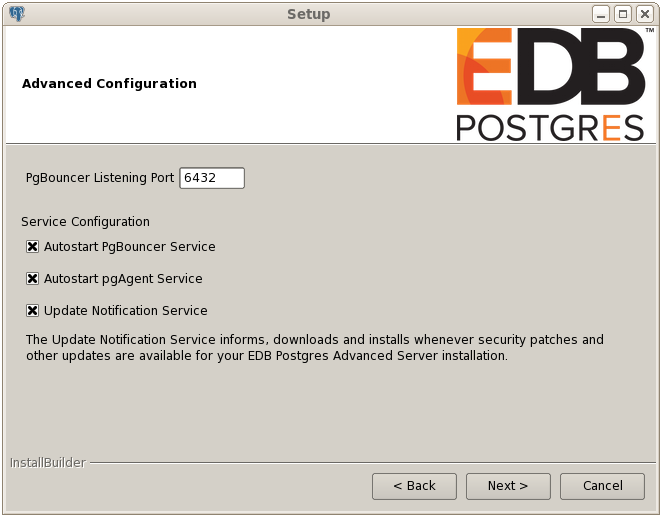 Setup
Advanced Configuration
EDB™
POSTGRES
PgBouncer Listening Port 6432
Service Configuration
Autostart PgBouncer Service
Autostart pgAgent Service
Update Notification Service
The Update Notification Service informs, downloads and installs whenever security patches and
other updates are available for your EDB Postgres Advanced Server installation.
InstallBuilder
< Back Next > Cancel